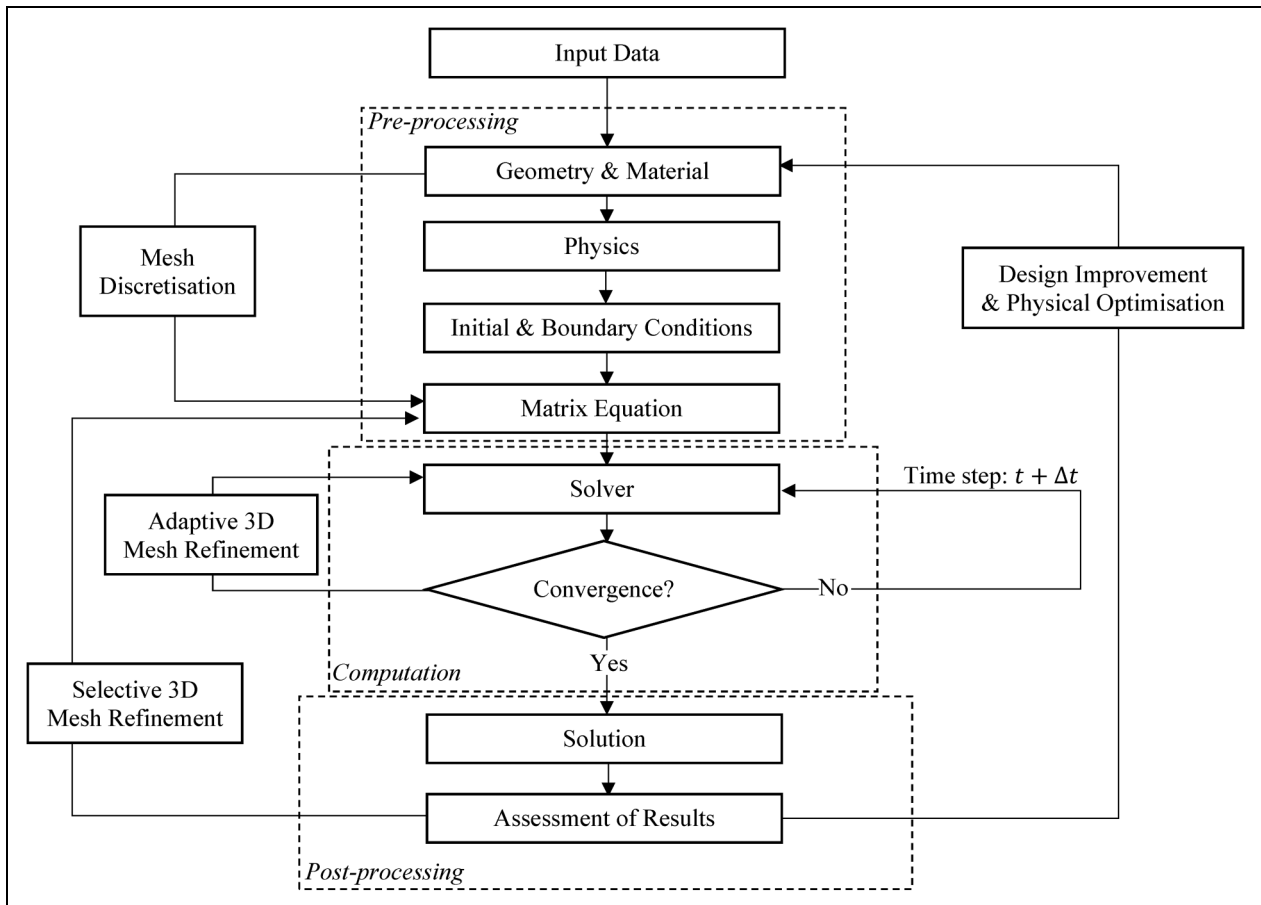 Input Data
Pre-processing
Geometry & Material
Physics
Mesh
Discretisation
Design Improvement
& Physical Optimisation
Initial & Boundary Conditions
Matrix Equation
Solver
Time step: 𝑡 + Δ𝑡
Adaptive 3D
Mesh Refinement
Convergence?
No
Yes
Computation
Selective 3D
Mesh Refinement
Solution
Assessment of Results
Post-processing